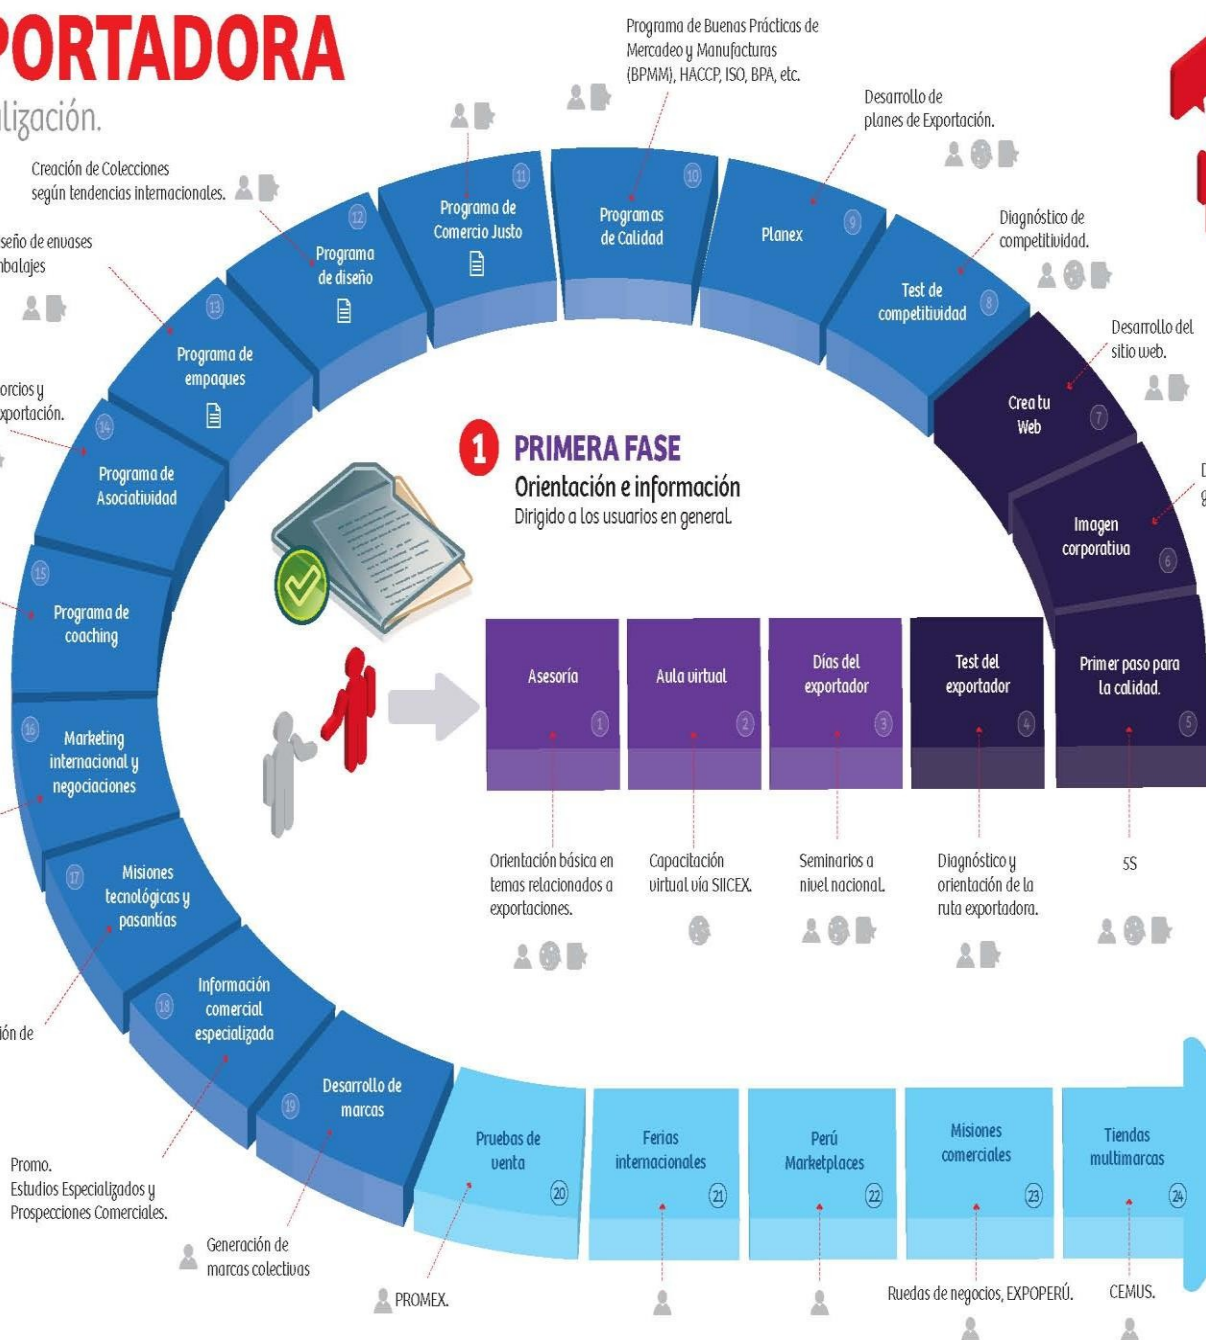 PORTADORA
lización.
Programa de Buenas Prácticas de
Mercadeo y Manufacturas
(BPMM), HACCP, ISO, BPA, etc.
Desarrollo de
planes de Exportación.
Creación de Colecciones
según tendencias internacionales.
Diagnóstico de
competitividad.
seño de envases
mbalajes
Desarrollo del
sitio web.
orcios y
xportación.
D
g
1
PRIMERA FASE
Orientación e información
Dirigido a los usuarios en general.
Asesoría
1
Aula virtual
2
Días del
exportador
3
Test del
exportador
4
Primer paso para
la calidad.
5
Imagen
corporativa
6
Crea tu
Web
7
Test de
competitividad
8
Planex
9
Programas
de Calidad
10
Programa de
Comercio Justo
11
Programa
de diseño
12
Programa de
empaques
13
Programa de
Asociatividad
14
Programa de
coaching
15
Marketing
internacional y
negociaciones
16
Misiones
tecnológicas y
pasantías
17
Información
comercial
especializada
18
Desarrollo de
marcas
19
Pruebas de
venta
20
Ferias
internacionales
21
Perú
Marketplaces
22
Misiones
comerciales
23
Tiendas
multimarcas
24
Orientación básica en
temas relacionados a
exportaciones.
Capacitación
virtual vía SIICEX.
Seminarios a
nivel nacional.
Diagnóstico y
orientación de la
ruta exportadora.
5S
ión de
Promo.
Estudios Especializados y
Prospecciones Comerciales.
Generación de
marcas colectivas
PROMEX.
Ruedas de negocios, EXPOPERÚ.
CEMUS.